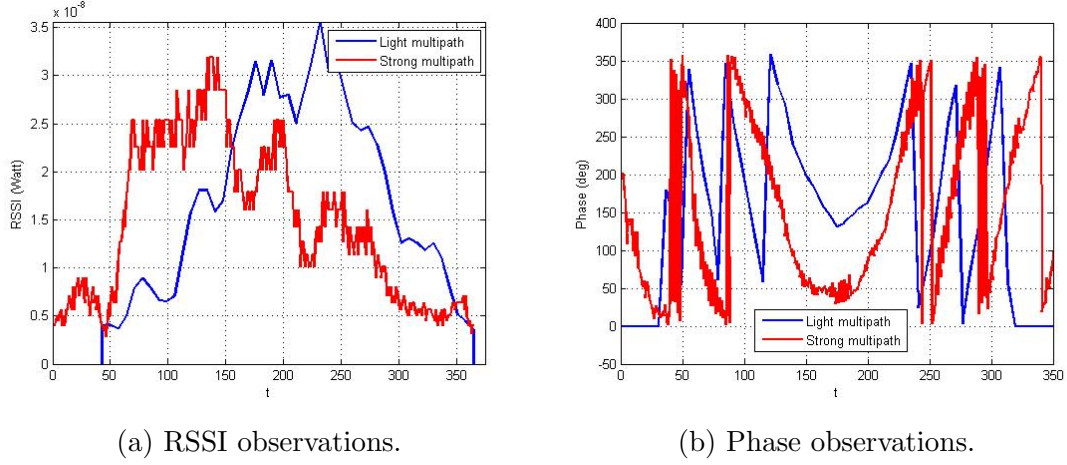 x 10^-8
3.5
3
2.5
2
1.5
1
0.5
0
RSSI (Watt)
0 50 100 150 200 250 300 350
t
Light multipath
Strong multipath
400
350
300
250
200
150
100
50
0
-50
Phase (deg)
0 50 100 150 200 250 300 350
t
Light multipath
Strong multipath
(a) RSSI observations.
(b) Phase observations.